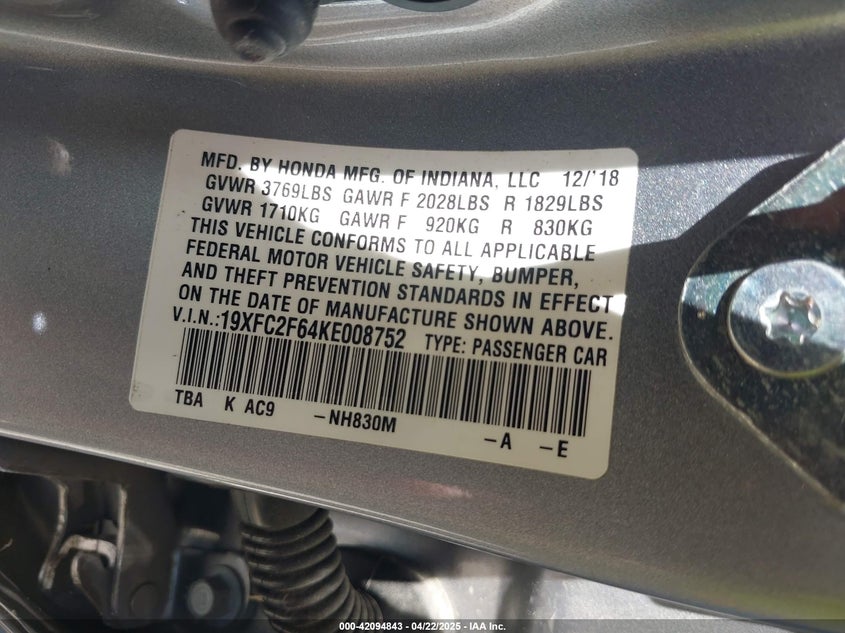 MFD. BY HONDA MFG. OF INDIANA, LLC 12/'18
GVWR 3769LBS GAWR F 2028LBS R 1829LBS
GVWR 1710KG GAWR F 920KG R 830KG
THIS VEHICLE CONFORMS TO ALL APPLICABLE
FEDERAL MOTOR VEHICLE SAFETY, BUMPER,
AND THEFT PREVENTION STANDARDS IN EFFECT
ON THE DATE OF MANUFACTURE SHOWN ABOVE.
V.I.N.:19XFC2F64KE008752 TYPE: PASSENGER CAR
TBA K AC9 -NH830M -A -E
000-42094843 - 04/22/2025 - IAA Inc.